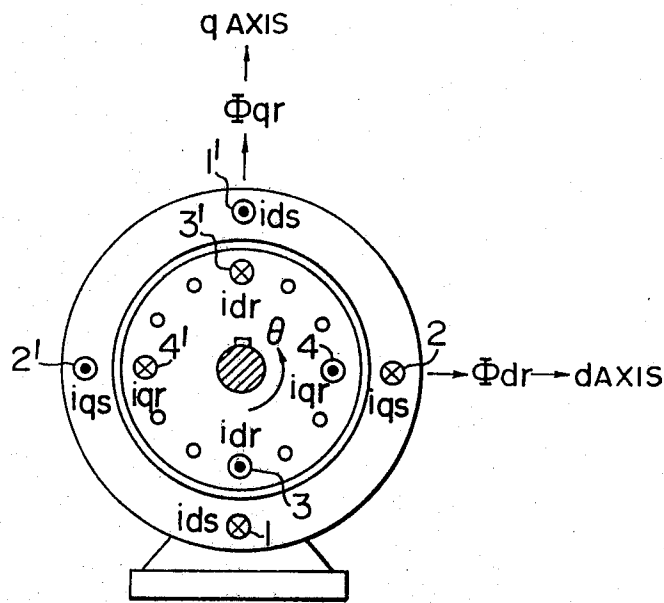 q AXIS
Φqr
1'
ids
3'
idr
θ
4
2
2'
4'
iqs
iqr
iqr
iqs
Φdr
dAXIS
idr
3
ids
1